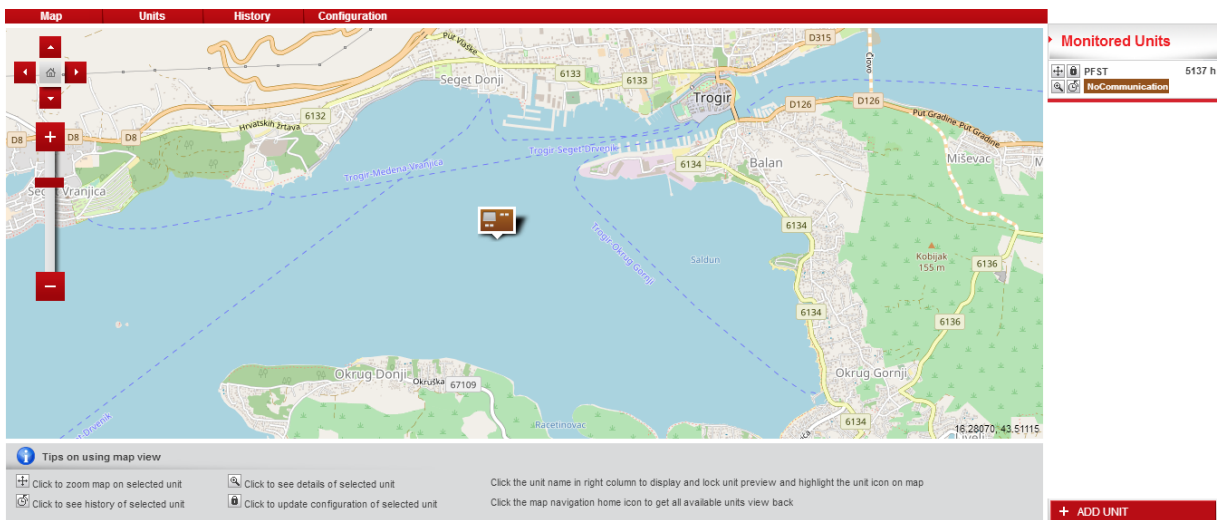 Map Units History Configuration
Monitored Units
PFST 5137 h
NoCommunication
Put Vlaške
D315
Čiovo
Seget Donji
6133
6133
Trogir
D126
D126
6132
Hrvatskih žrtava
Put Gradine Put Gradine
D8
D8
D8
Trogir-Seget-Drvenik
Trogir-Medena Vranjica
6134
Balan
Miševac
Seget Vranjica
6134
Trogir-Okrug Gornji
Saldun
Kobijak
155 m
6136
6134
6136
Okrug Donji
Okruška
67109
Okrug Gornji
Racetinovac
6134
16.28070, 43.51115
Tips on using map view
Click to zoom map on selected unit
Click to see details of selected unit
Click the unit name in right column to display and lock unit preview and highlight the unit icon on map
Click to see history of selected unit
Click to update configuration of selected unit
Click the map navigation home icon to get all available units view back
+ ADD UNIT